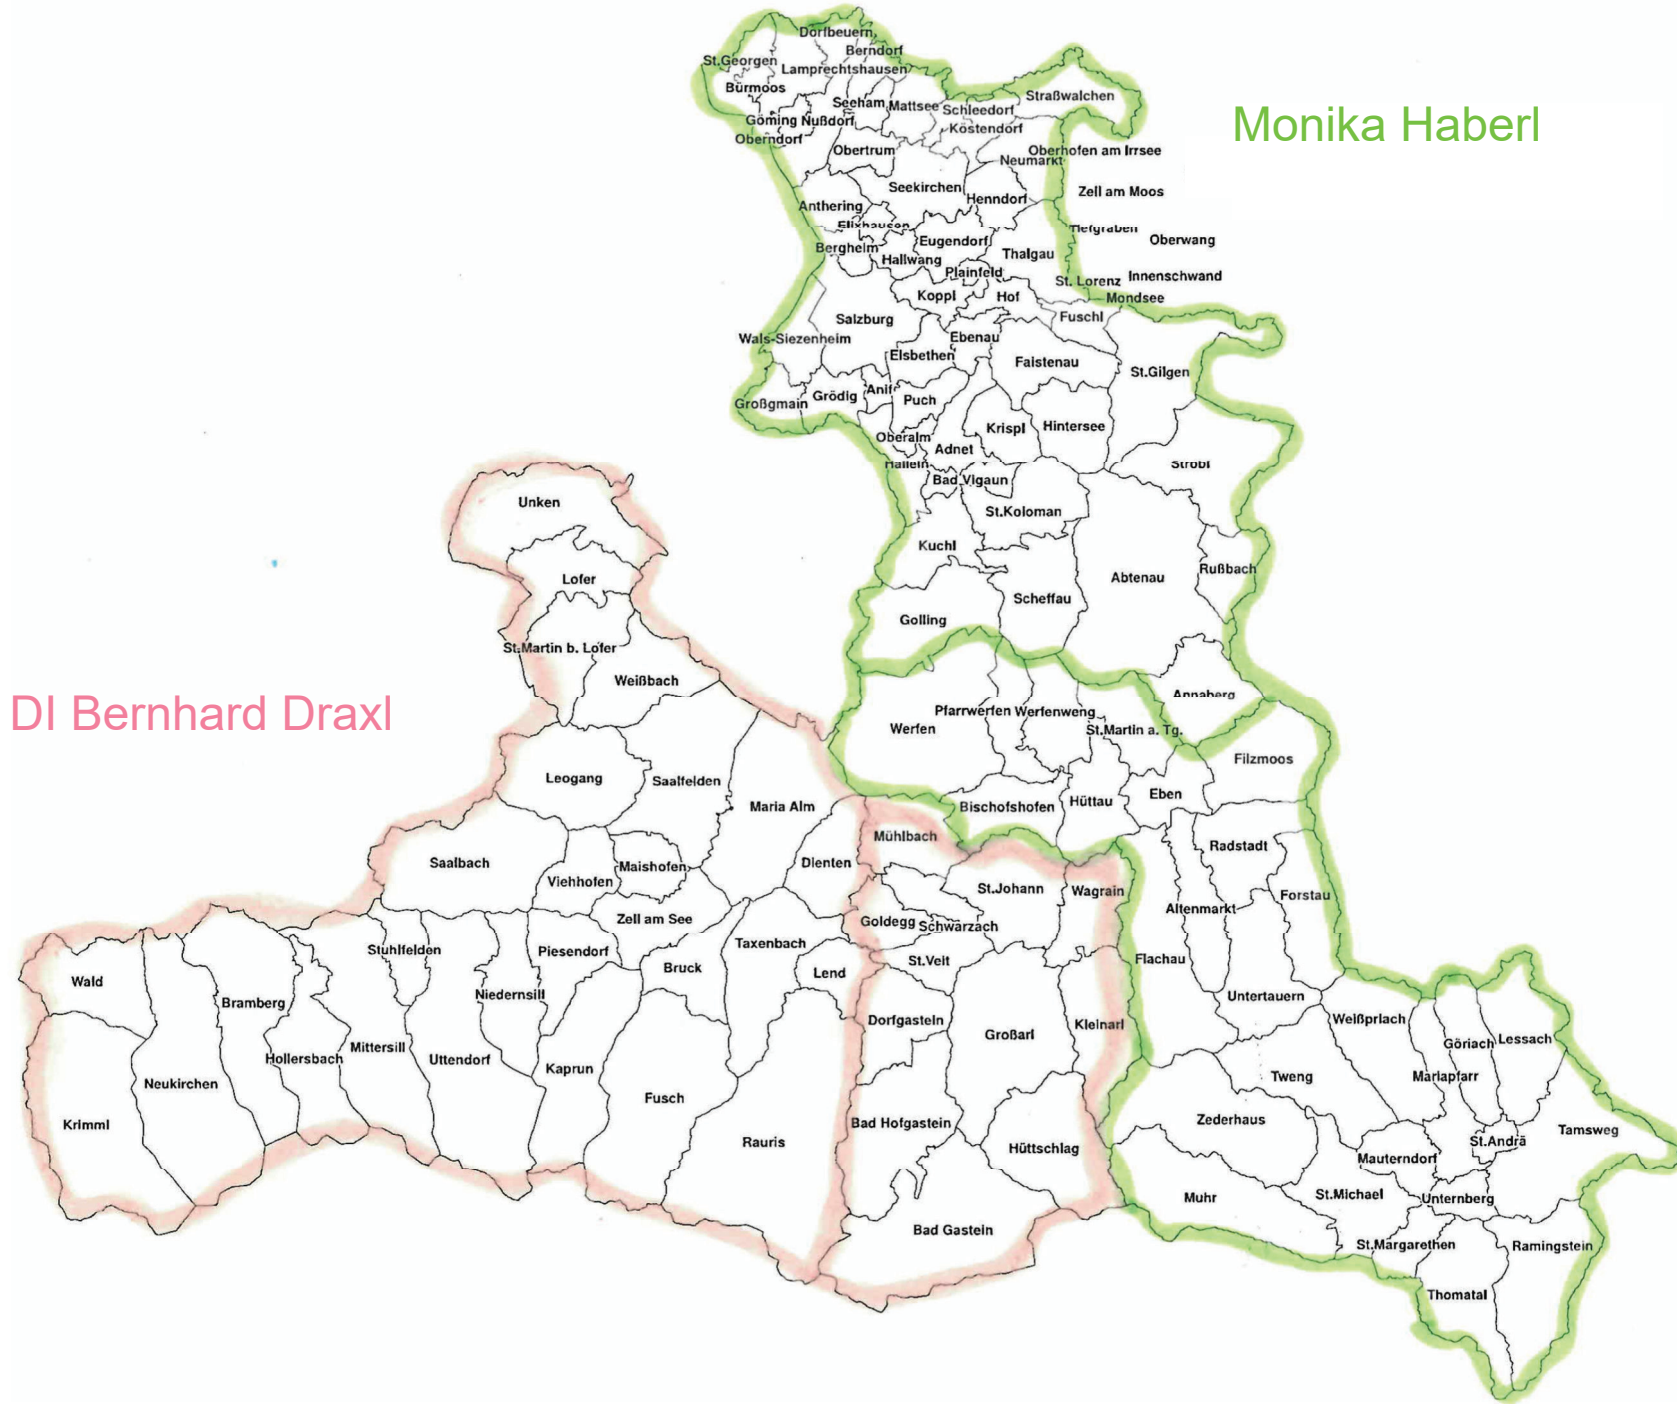 Dorfbeuern
Berndorf
St.Georgen
Lamprechtshausen
Bürmoos
Straßwalchen
Seeham
Mattsee
Schleedorf
Monika Haberl
Göming
Nußdorf
Köstendorf
Oberndorf
Obertrum
Oberhofen am Irrsee
Neumarkt
Seekirchen
Zell am Moos
Henndorf
Anthering
Elixhausen
Tiefgraben
Oberwang
Eugendorf
Bergheim
Thalgau
Hallwang
Plainfeld
St. Lorenz
Innenschwand
Koppl
Hof
Mondsee
Salzburg
Fuschl
Wals-Siezenheim
Ebenau
Elsbethen
Faistenau
St.Gilgen
Großgmain
Grödig
Anif
Puch
Krispl
Hintersee
Oberalm
Adnet
Hallein
Strobl
Bad Vigaun
Unken
St.Koloman
Kuchl
Lofer
Abtenau
Rußbach
Scheffau
Golling
St.Martin b. Lofer
Weißbach
Annaberg
DI Bernhard Draxl
Pfarrwerfen
Werfenweng
Werfen
St.Martin a. Tg.
Filzmoos
Leogang
Saalfelden
Maria Alm
Bischofshofen
Hüttau
Eben
Mühlbach
Radstadt
Saalbach
Maishofen
Dienten
Viehhofen
St.Johann
Wagrain
Forstau
Zell am See
Goldegg
Schwarzach
Altenmarkt
Stuhlfelden
Piesendorf
Taxenbach
Wald
Bruck
Lend
St.Veit
Flachau
Bramberg
Niedernsill
Untertauern
Dorfgastein
Großarl
Kleinarl
Weißpriach
Göriach
Lessach
Hollersbach
Mittersill
Uttendorf
Neukirchen
Kaprun
Tweng
Mariapfarr
Krimml
Fusch
Rauris
Bad Hofgastein
Hüttschlag
Zederhaus
St.Andrä
Tamsweg
Mauterndorf
Muhr
St.Michael
Unternberg
Bad Gastein
St.Margarethen
Ramingstein
Thomatal